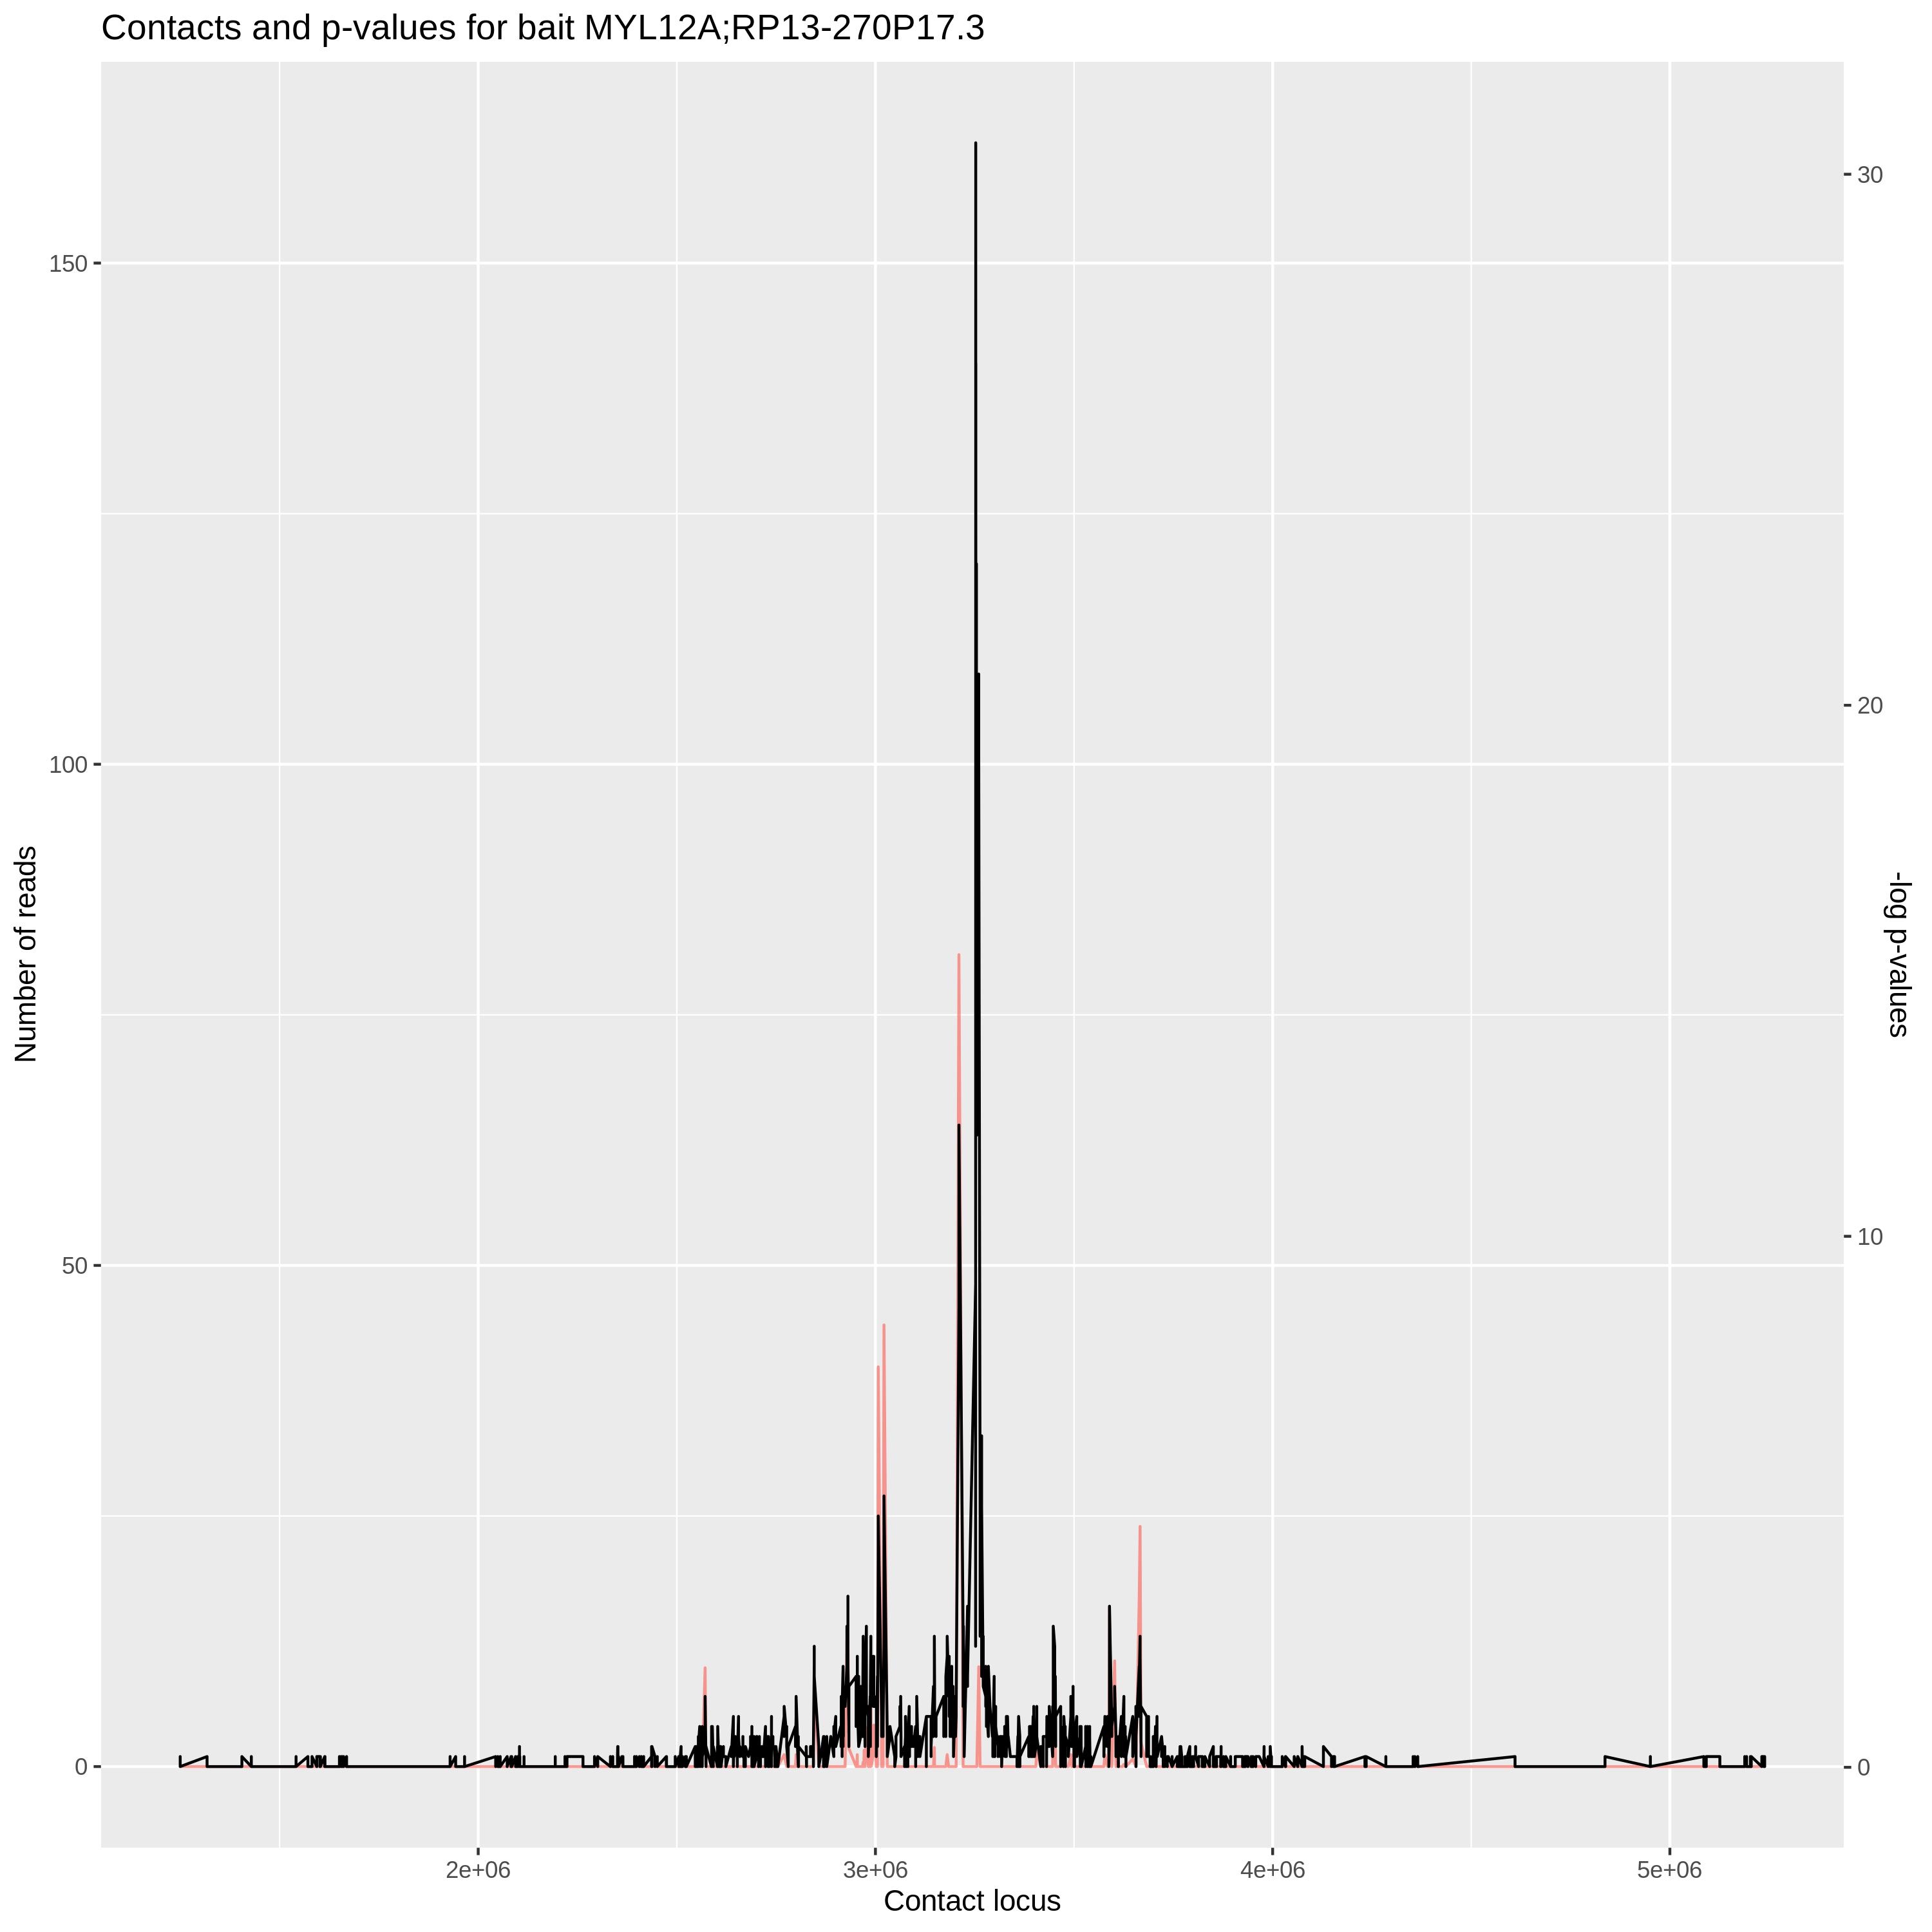 Contacts and p-values for bait MYL12A;RP13-270P17.3
150
100
50
0
Number of reads
30
20
10
0
-log p-values
2e+06
3e+06
4e+06
5e+06
Contact locus